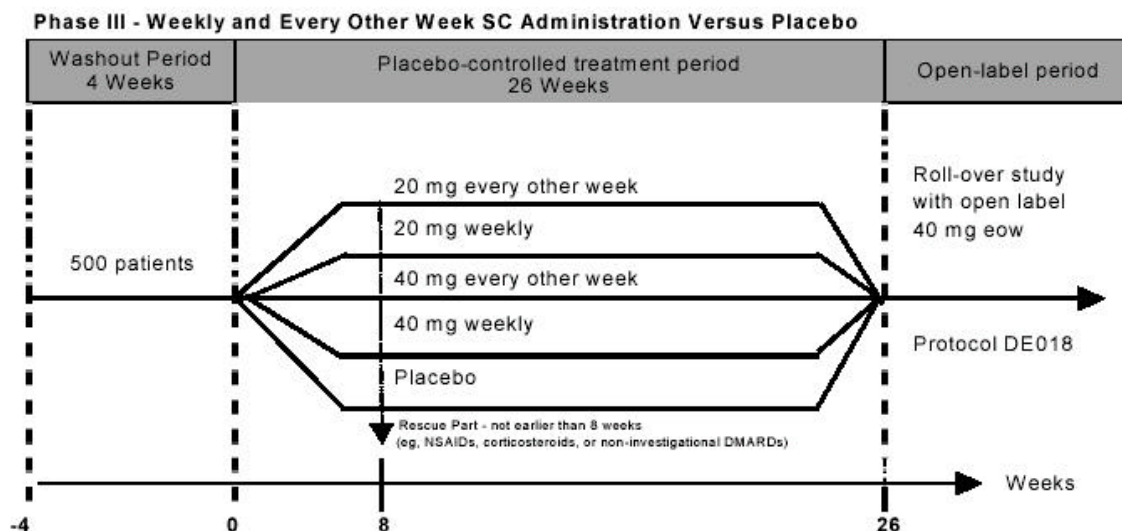 Phase III - Weekly and Every Other Week SC Administration Versus Placebo
Washout Period
4 Weeks
Placebo-controlled treatment period
26 Weeks
Open-label period
20 mg every other week
20 mg weekly
500 patients
40 mg every other week
40 mg weekly
Placebo
Roll-over study
with open label
40 mg eow
Protocol DE018
Rescue Part - not earlier than 8 weeks
(eg, NSAIDs, corticosteroids, or non-investigational DMARDs)
Weeks
-4
0
8
26